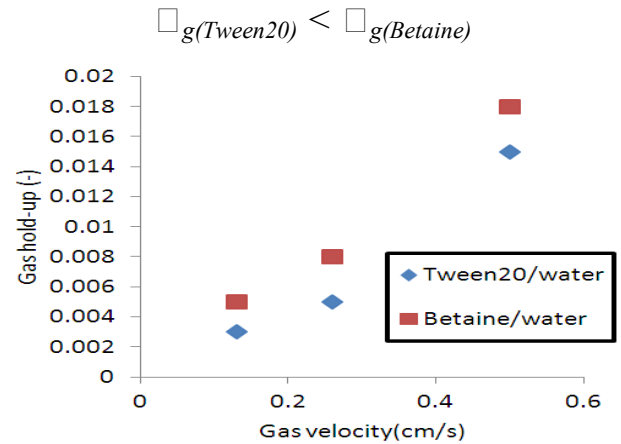 □g(Tween20) < □g(Betaine)
0.02
0.018
0.016
0.014
0.012
0.01
0.008
0.006
0.004
0.002
0
Gas hold-up (-)
Tween20/water
Betaine/water
0 0.2 0.4 0.6
Gas velocity(cm/s)